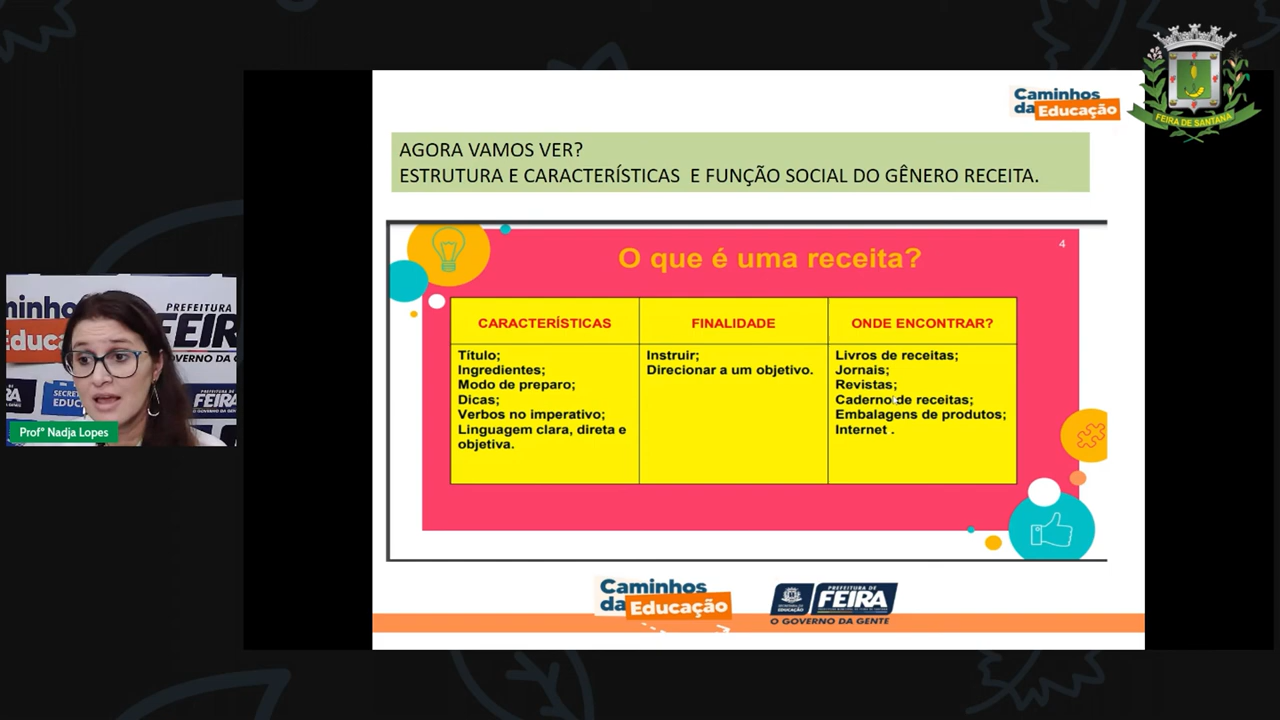 Caminhos
da Educação
FEIRA DE SANTANA
AGORA VAMOS VER?
ESTRUTURA E CARACTERÍSTICAS E FUNÇÃO SOCIAL DO GÊNERO RECEITA.
4
O que é uma receita?
CARACTERÍSTICAS
Título;
Ingredientes;
Modo de preparo;
Dicas;
Verbos no imperativo;
Linguagem clara, direta e
objetiva.
FINALIDADE
Instruir;
Direcionar a um objetivo.
ONDE ENCONTRAR?
Livros de receitas;
Jornais;
Revistas;
Caderno de receitas;
Embalagens de produtos;
Internet .
PREFEITURA
FEIR
O GOVERNO DA G
Profª Nadja Lopes
Caminhos
da Educação
PREFEITURA DE
FEIRA
O GOVERNO DA GENTE